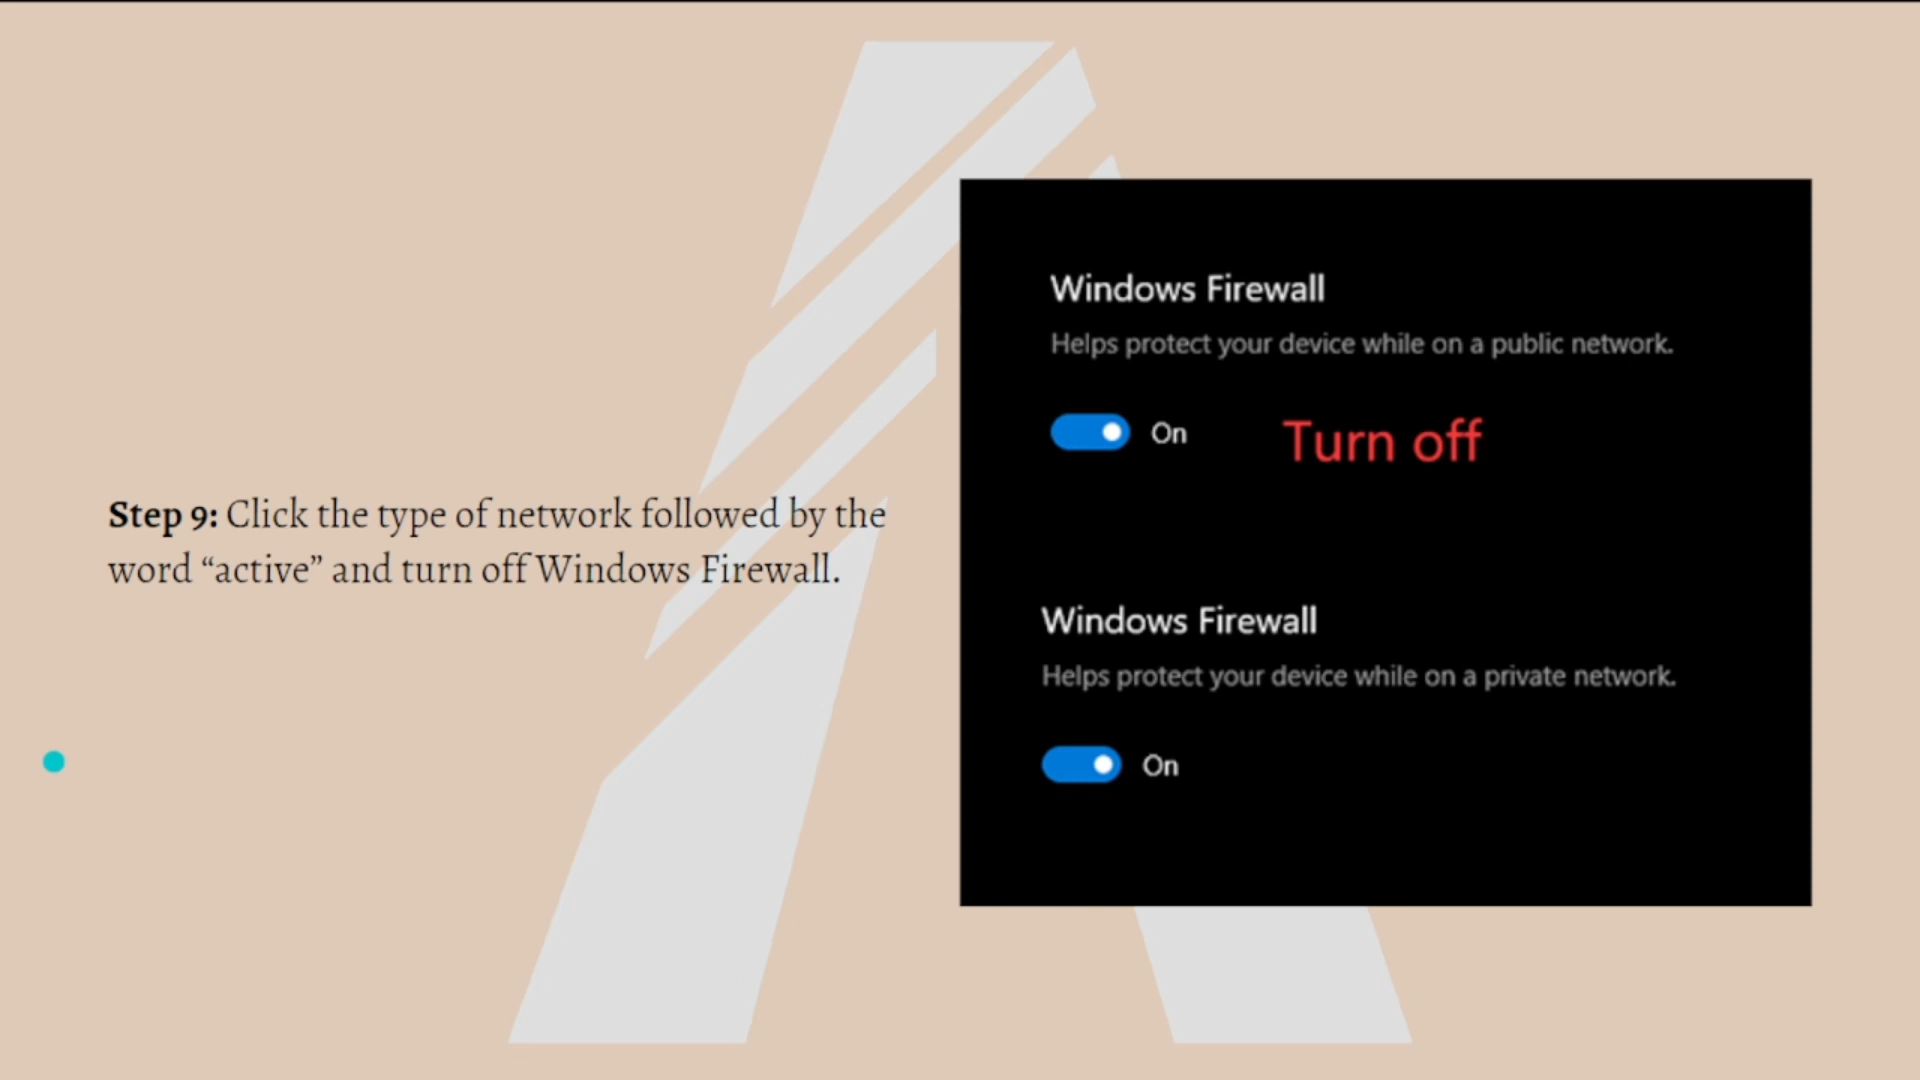 Step 9: Click the type of network followed by the
word “active” and turn off Windows Firewall.
Windows Firewall
Helps protect your device while on a public network.
On
Turn off
Windows Firewall
Helps protect your device while on a private network.
On